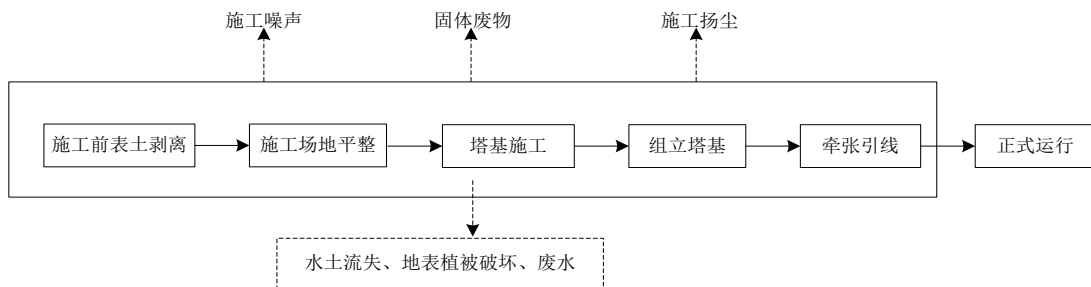 施工噪声
固体废物
施工扬尘
施工前表土剥离
施工场地平整
塔基施工
组立塔基
牵张引线
正式运行
水土流失、地表植被破坏、废水